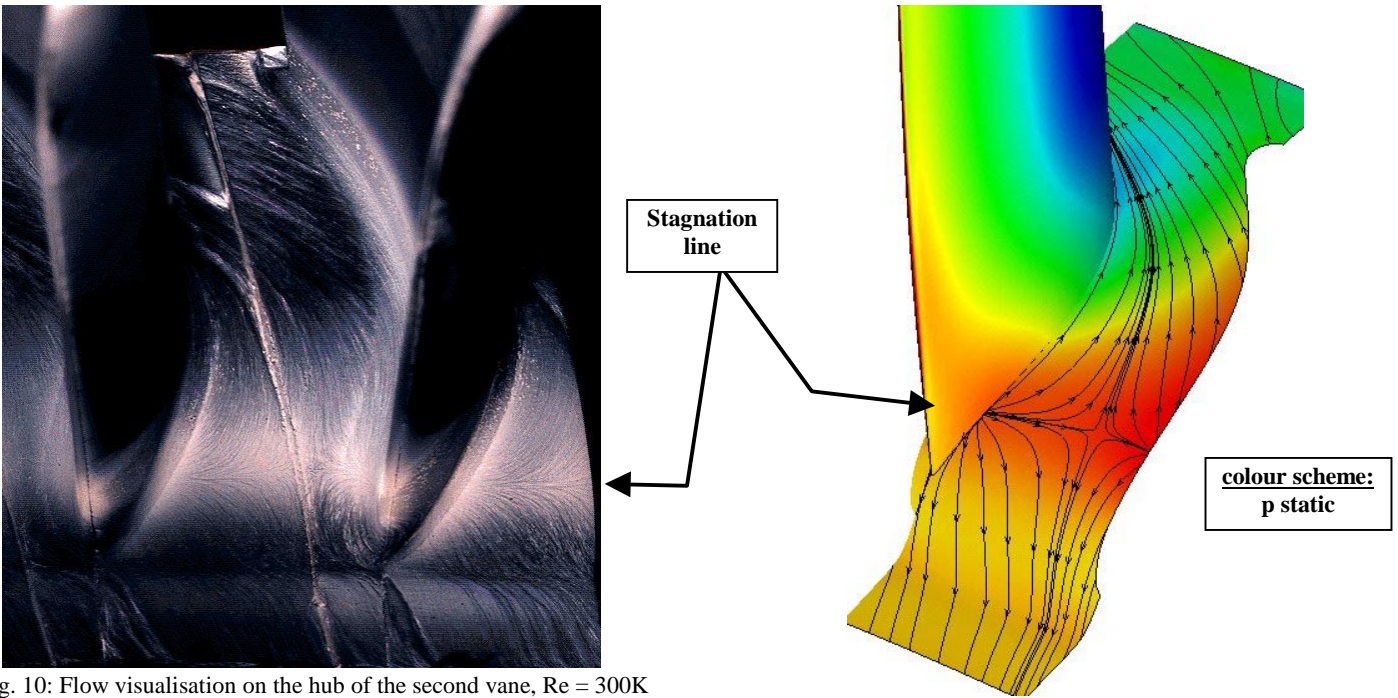 Stagnation
line
colour scheme:
p static
g. 10: Flow visualisation on the hub of the second vane, Re = 300K